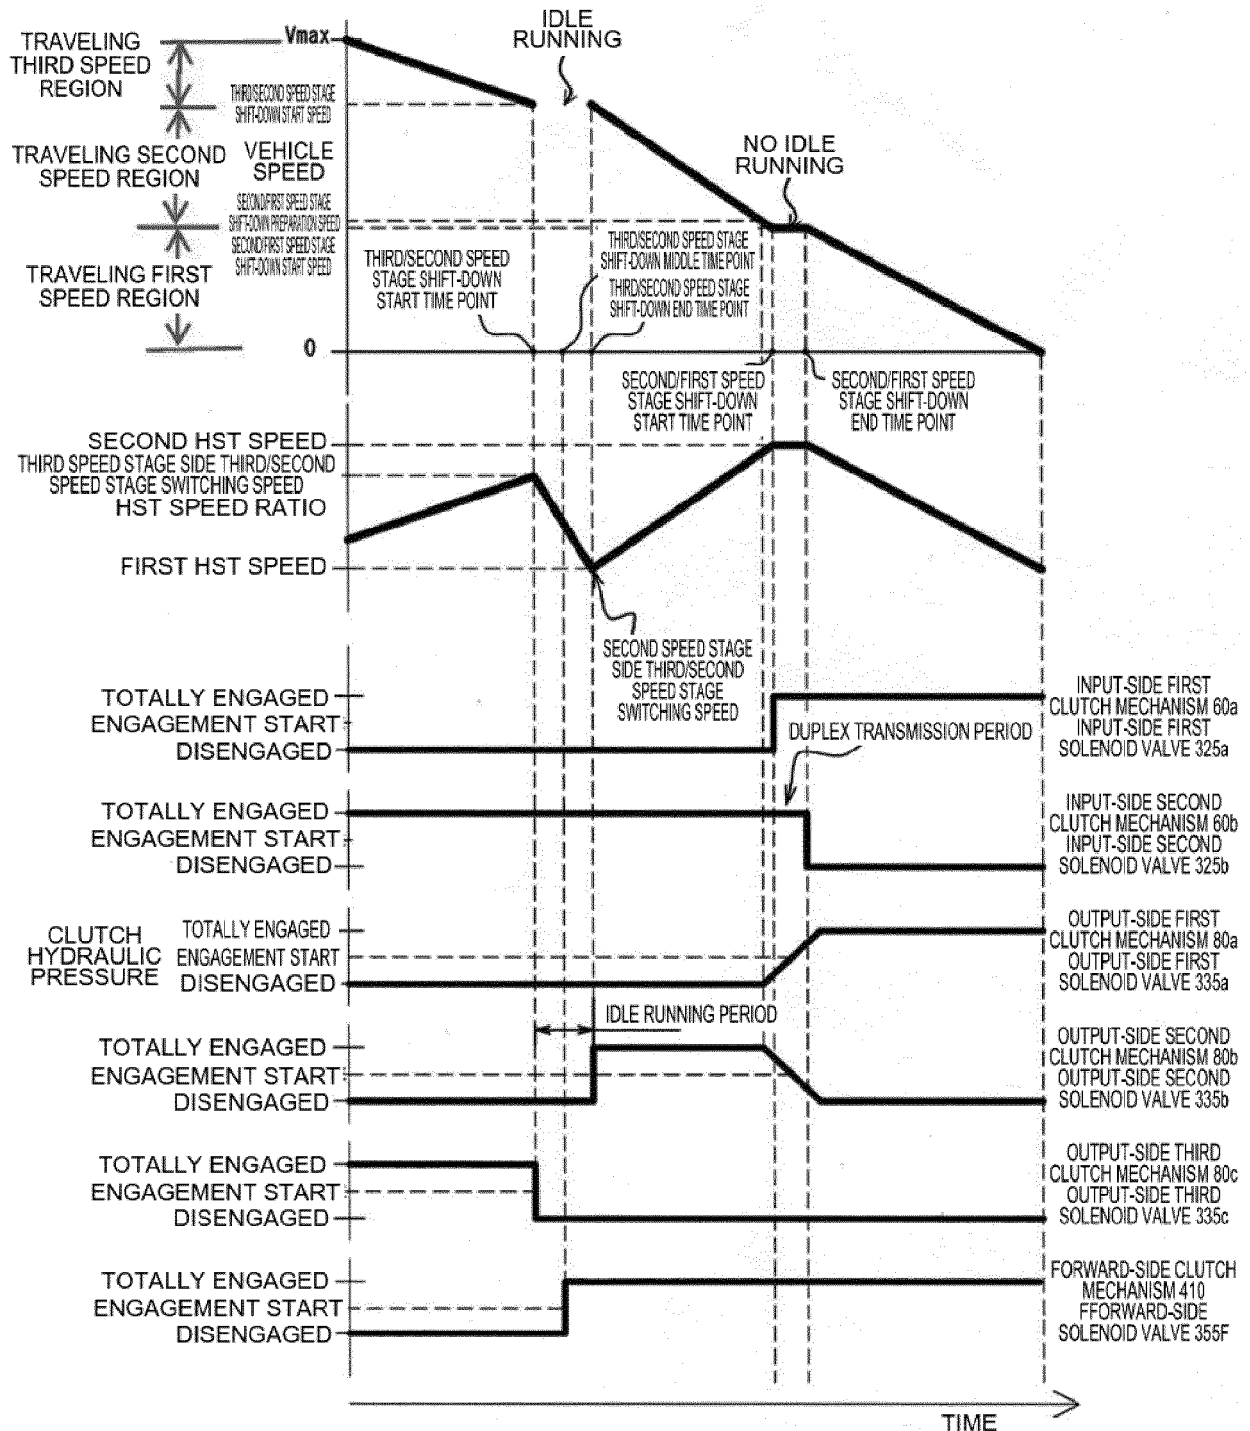 IDLE
RUNNING
TRAVELING
THIRD SPEED
REGION
Vmax
THIRD/SECOND SPEED STAGE
SHIFT-DOWN START SPEED
TRAVELING SECOND
SPEED REGION
VEHICLE
SPEED
NO IDLE
RUNNING
SECOND/FIRST SPEED STAGE
SHIFT-DOWN PREPARATION SPEED
SECOND/FIRST SPEED STAGE
SHIFT-DOWN START SPEED
TRAVELING FIRST
SPEED REGION
THIRD/SECOND SPEED
STAGE SHIFT-DOWN
START TIME POINT
THIRD/SECOND SPEED STAGE
SHIFT-DOWN MIDDLE TIME POINT
THIRD/SECOND SPEED STAGE
SHIFT-DOWN END TIME POINT
0
SECOND/FIRST SPEED
STAGE SHIFT-DOWN
START TIME POINT
SECOND/FIRST SPEED
STAGE SHIFT-DOWN
END TIME POINT
SECOND HST SPEED
THIRD SPEED STAGE SIDE THIRD/SECOND
SPEED STAGE SWITCHING SPEED
HST SPEED RATIO
FIRST HST SPEED
SECOND SPEED STAGE
SIDE THIRD/SECOND
SPEED STAGE
SWITCHING SPEED
TOTALLY ENGAGED
ENGAGEMENT START
DISENGAGED
INPUT-SIDE FIRST
CLUTCH MECHANISM 60a
INPUT-SIDE FIRST
SOLENOID VALVE 325a
DUPLEX TRANSMISSION PERIOD
TOTALLY ENGAGED
ENGAGEMENT START
DISENGAGED
INPUT-SIDE SECOND
CLUTCH MECHANISM 60b
INPUT-SIDE SECOND
SOLENOID VALVE 325b
CLUTCH
HYDRAULIC
PRESSURE
TOTALLY ENGAGED
ENGAGEMENT START
DISENGAGED
OUTPUT-SIDE FIRST
CLUTCH MECHANISM 80a
OUTPUT-SIDE FIRST
SOLENOID VALVE 335a
IDLE RUNNING PERIOD
TOTALLY ENGAGED
ENGAGEMENT START
DISENGAGED
OUTPUT-SIDE SECOND
CLUTCH MECHANISM 80b
OUTPUT-SIDE SECOND
SOLENOID VALVE 335b
TOTALLY ENGAGED
ENGAGEMENT START
DISENGAGED
OUTPUT-SIDE THIRD
CLUTCH MECHANISM 80c
OUTPUT-SIDE THIRD
SOLENOID VALVE 335c
TOTALLY ENGAGED
ENGAGEMENT START
DISENGAGED
FORWARD-SIDE CLUTCH
MECHANISM 410
FFORWARD-SIDE
SOLENOID VALVE 355F
TIME